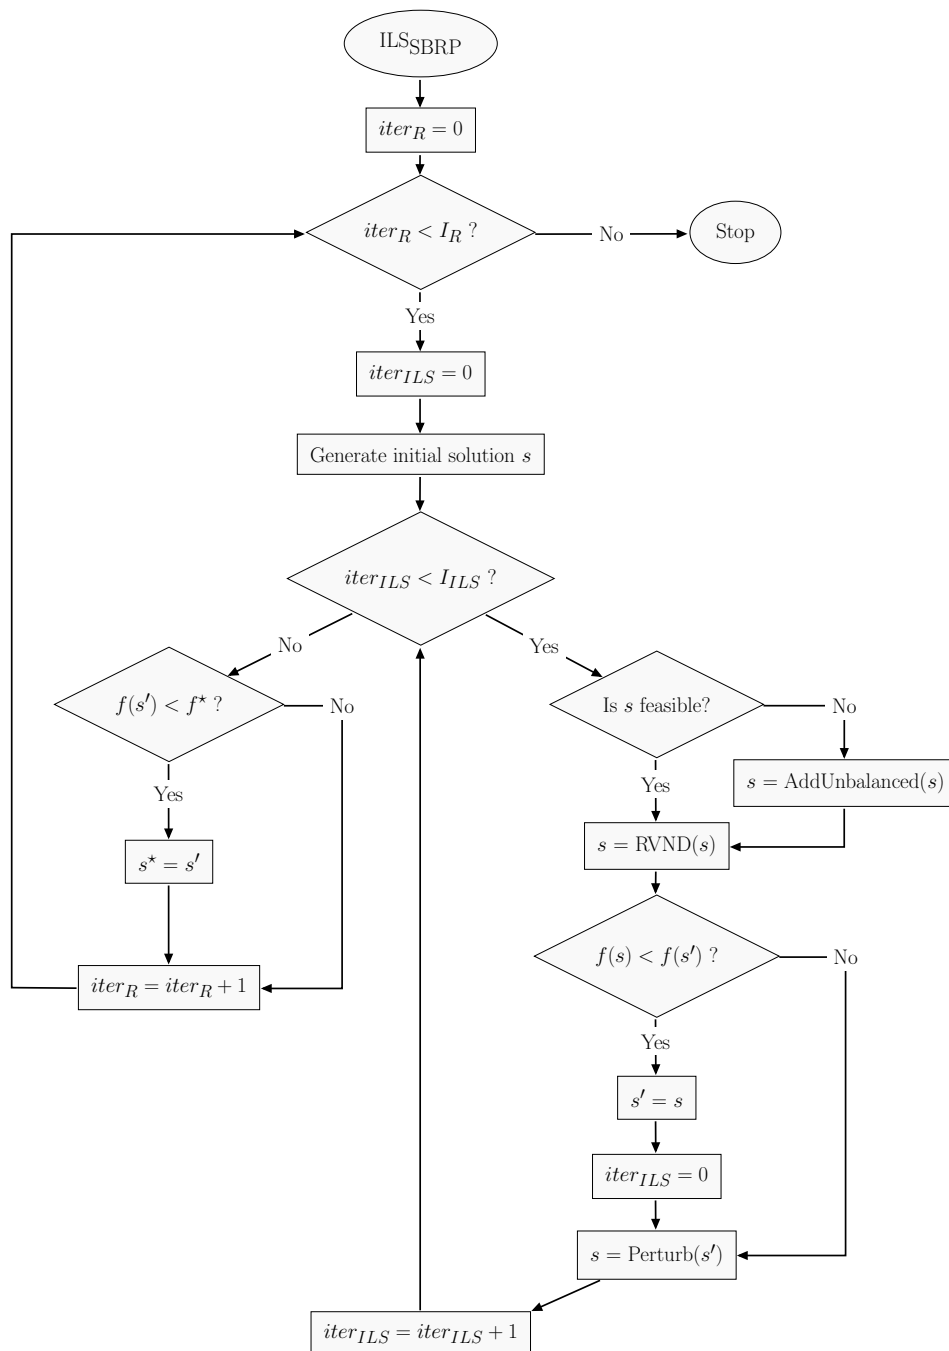 ILS_SBRP
iter_R = 0
iter_R < I_R ?
No
Stop
Yes
iter_ILS = 0
Generate initial solution s
iter_ILS < I_ILS ?
No
Yes
f(s′) < f⋆ ?
No
Is s feasible?
No
Yes
Yes
s = AddUnbalanced(s)
s = RVND(s)
s⋆ = s′
f(s) < f(s′) ?
No
iter_R = iter_R + 1
Yes
s′ = s
iter_ILS = 0
s = Perturb(s′)
iter_ILS = iter_ILS + 1